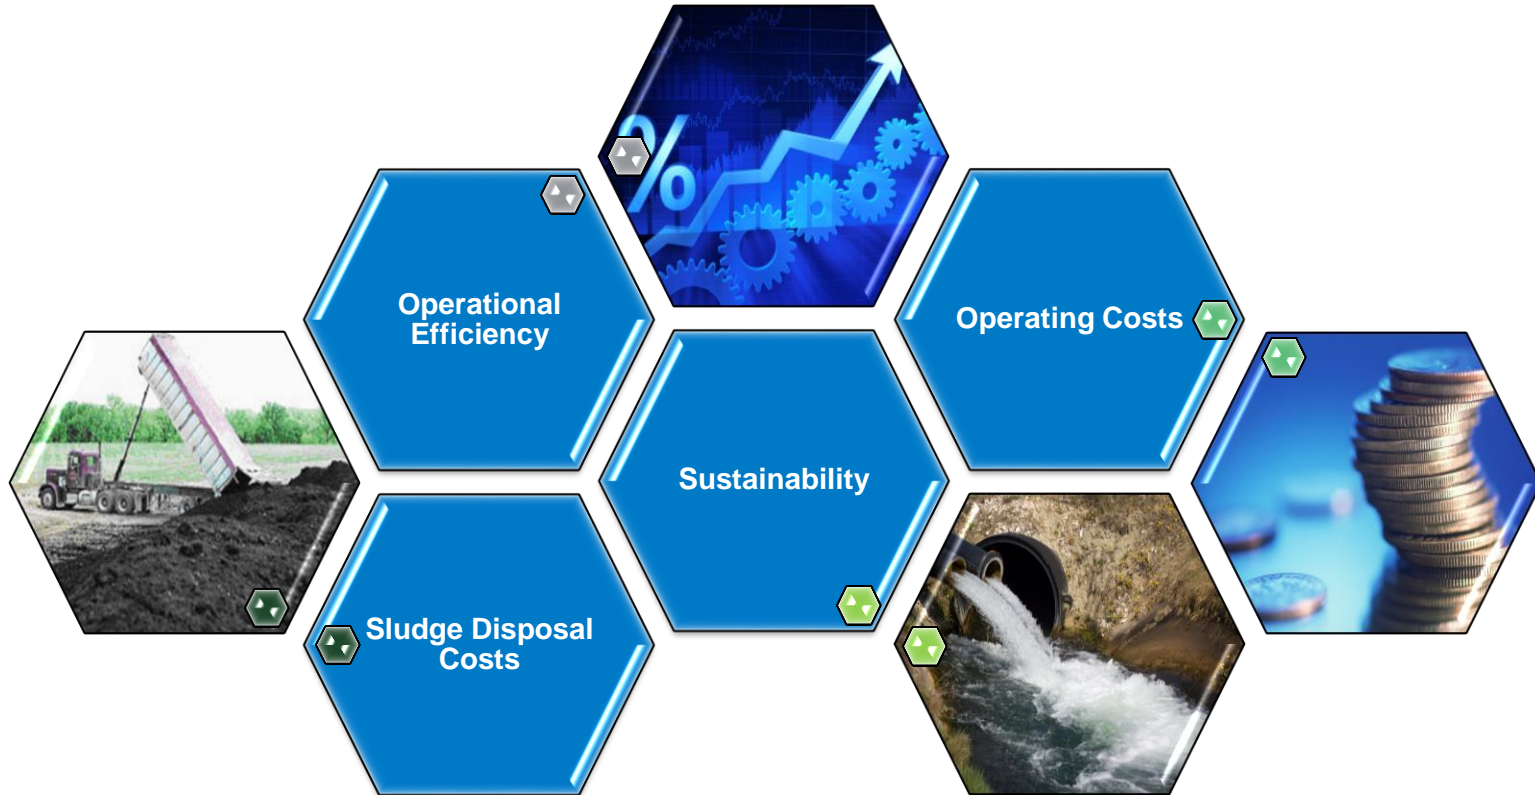 %
Operational
Efficiency
Operating Costs
Sustainability
Sludge Disposal
Costs